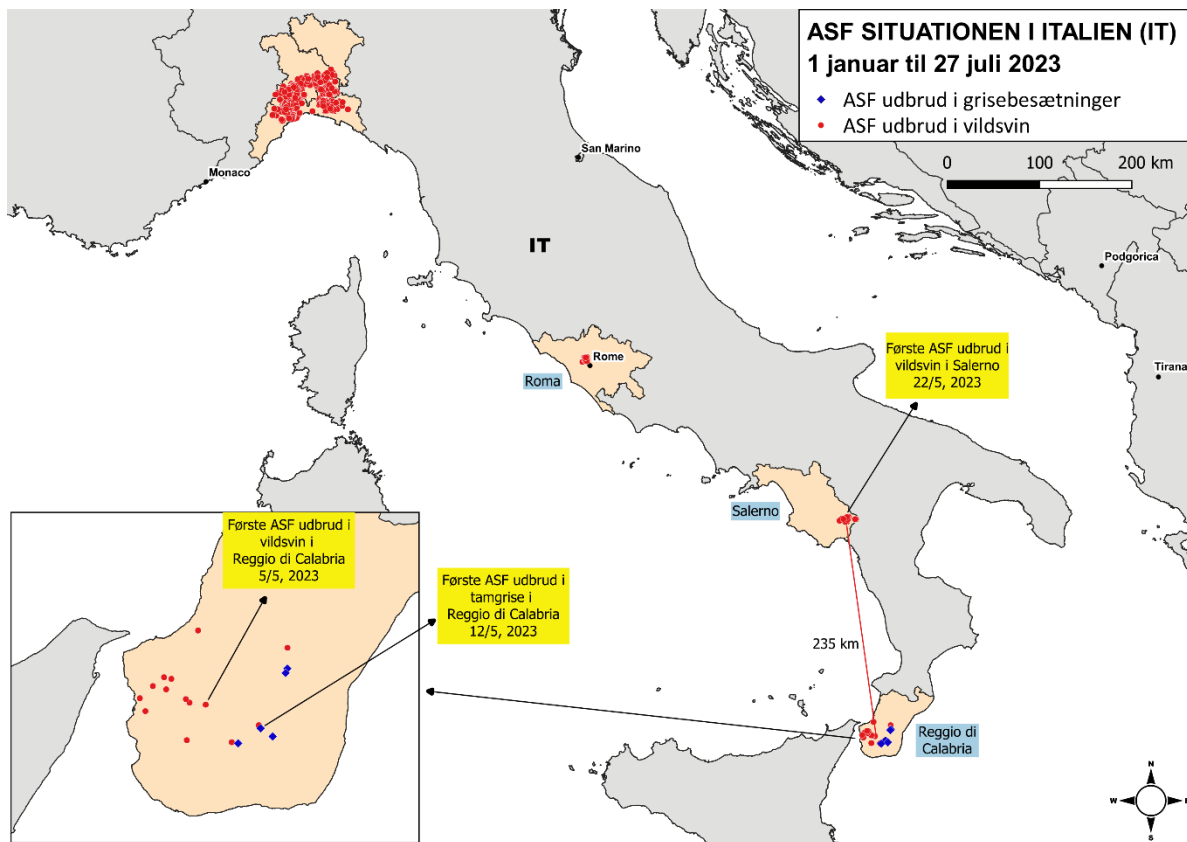 ASF SITUATIONEN I ITALIEN (IT)
1 januar til 27 juli 2023
ASF udbrud i grisebesætninger
ASF udbrud i vildsvin
0 100 200 km
San Marino
Monaco
IT
Podgorica
Rome
Roma
Første ASF udbrud i
vildsvin i Salerno
22/5, 2023
Tirana
Salerno
Første ASF udbrud i
vildsvin i
Reggio di Calabria
5/5, 2023
Første ASF udbrud i
tamgrise i
Reggio di Calabria
12/5, 2023
235 km
Reggio di
Calabria
N
W E
S